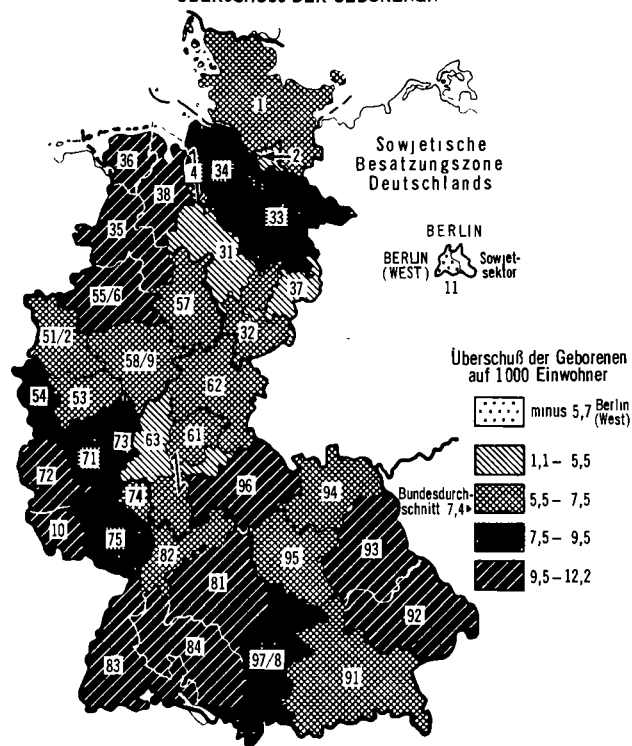 1
2
Sowjetische
Besatzungszone
Deutschlands
36
4
34
38
33
35
31
BERLIN
BERLIN
(WEST)
Sowjet-
sektor
11
37
55/6
57
32
51/2
58/9
62
54
53
73
63
61
71
72
74
96
94
10
75
82
95
93
81
92
83
84
97/8
91
Überschuß der Geborenen
auf 1000 Einwohner
minus 5,7 Berlin
(West)
1,1 – 5,5
Bundesdurch-
schnitt 7,4
5,5 – 7,5
7,5 – 9,5
9,5 – 12,2